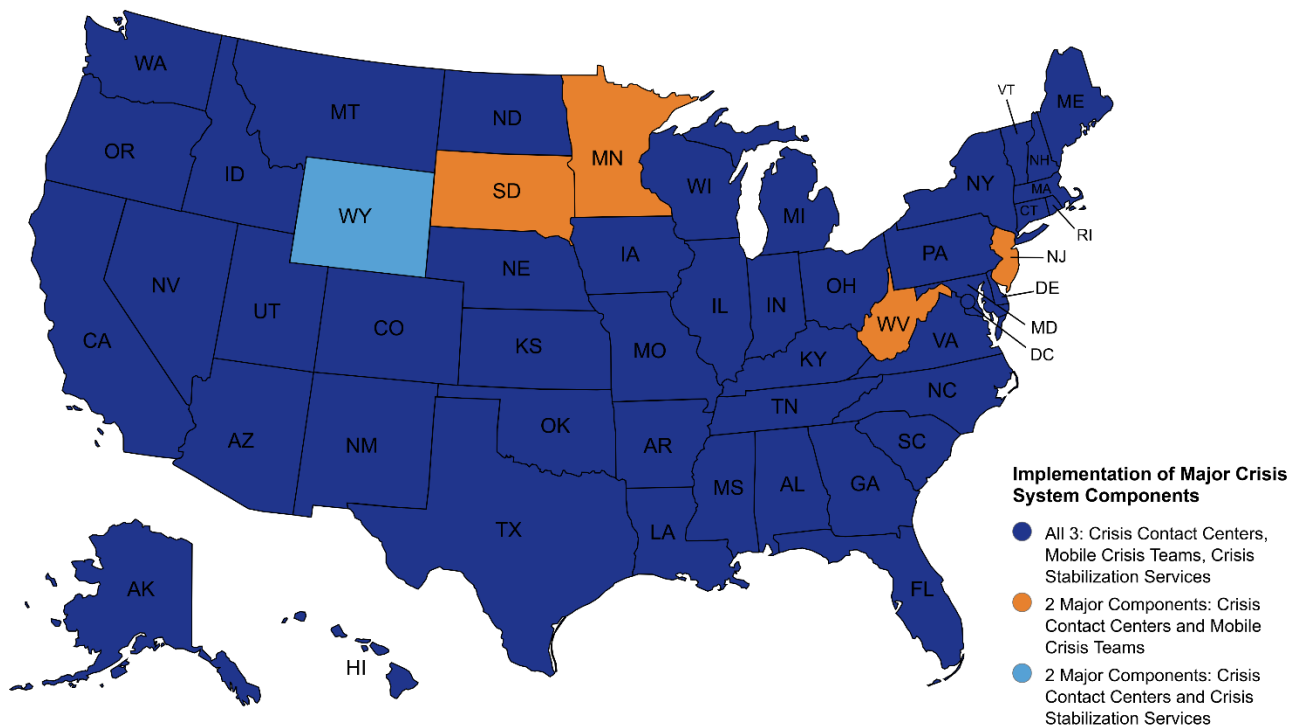 WA
MT
ND
MN
OR
ID
WY
SD
WI
MI
VT
ME
NH
NY
MA
CT
RI
NV
UT
CO
NE
IA
IL
IN
OH
PA
NJ
DE
MD
DC
CA
KS
MO
KY
WV
VA
AZ
NM
OK
AR
TN
NC
SC
TX
LA
MS
AL
GA
FL
AK
HI
Implementation of Major Crisis
System Components
All 3: Crisis Contact Centers,
Mobile Crisis Teams, Crisis
Stabilization Services
2 Major Components: Crisis
Contact Centers and Mobile
Crisis Teams
2 Major Components: Crisis
Contact Centers and Crisis
Stabilization Services